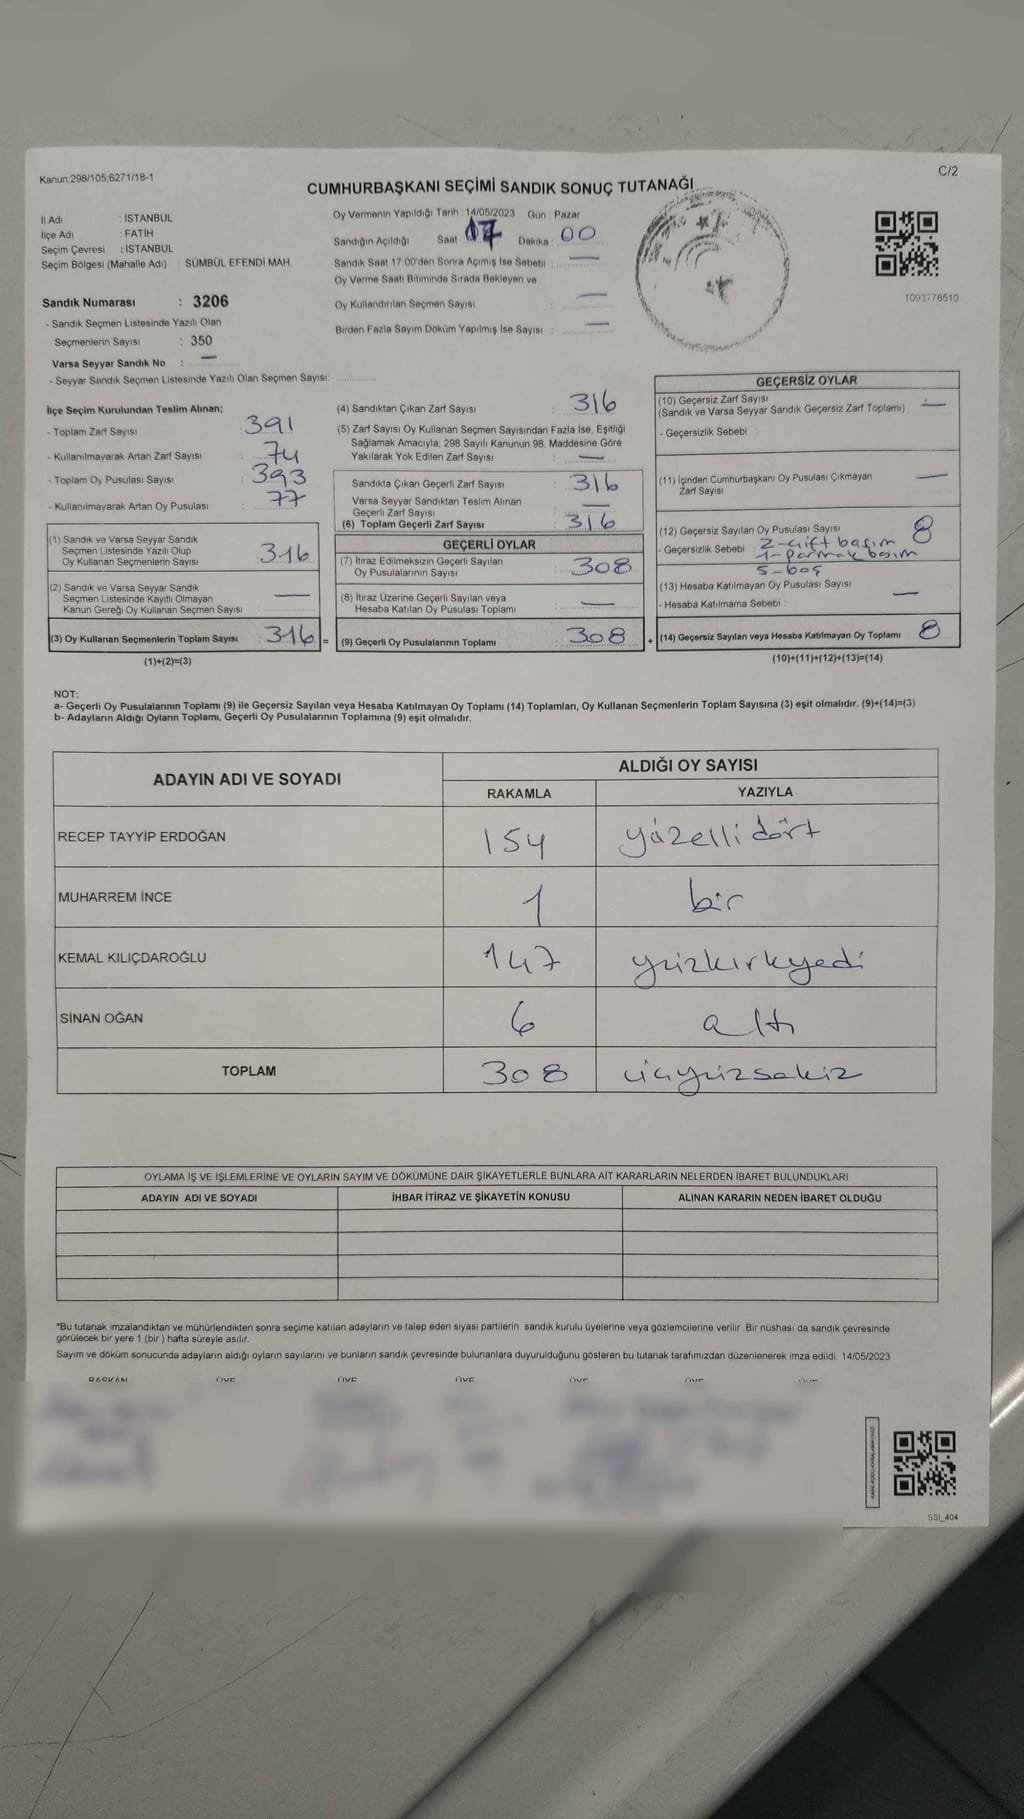 Kanun;298/105;6271/18-1
C/2
CUMHURBAŞKANI SEÇİMİ SANDIK SONUÇ TUTANAĞI
İl Adı : İSTANBUL
İlçe Adı : FATİH
Seçim Çevresi : İSTANBUL
Seçim Bölgesi (Mahalle Adı) SÜMBÜL EFENDİ MAH.
Sandık Numarası : 3206
- Sandık Seçmen Listesinde Yazılı Olan
Seçmenlerin Sayısı : 350
Varsa Seyyar Sandık No : —
- Seyyar Sandık Seçmen Listesinde Yazılı Olan Seçmen Sayısı:
Oy Vermenin Yapıldığı Tarih : 14/05/2023 Gün : Pazar
Sandığın Açıldığı Saat 17 Dakika : 00
Sandık Saat 17.00'den Sonra Açımış İse Sebebi : —
Oy Verme Saati Bitiminde Sırada Bekleyen ve
Oy Kullandırılan Seçmen Sayısı : —
Birden Fazla Sayım Döküm Yapılmış İse Sayısı : —
1093778510
İlçe Seçim Kurulundan Teslim Alınan;
- Toplam Zarf Sayısı : 391
- Kullanılmayarak Artan Zarf Sayısı : 74
- Toplam Oy Pusulası Sayısı : 393
- Kullanılmayarak Artan Oy Pusulası : 77
(1) Sandık ve Varsa Seyyar Sandık
Seçmen Listesinde Yazılı Olup
Oy Kullanan Seçmenlerin Sayısı : 316
(2) Sandık ve Varsa Seyyar Sandık
Seçmen Listesinde Kayıtlı Olmayan
Kanun Gereği Oy Kullanan Seçmen Sayısı : —
(3) Oy Kullanan Seçmenlerin Toplam Sayısı : 316 =
(1)+(2)=(3)
(4) Sandıktan Çıkan Zarf Sayısı : 316
(5) Zarf Sayısı Oy Kullanan Seçmen Sayısından Fazla İse, Eşitliği
Sağlamak Amacıyla; 298 Sayılı Kanunun 98. Maddesine Göre
Yakılarak Yok Edilen Zarf Sayısı : —
Sandıkta Çıkan Geçerli Zarf Sayısı : 316
Varsa Seyyar Sandıktan Teslim Alınan
Geçerli Zarf Sayısı : —
(6) Toplam Geçerli Zarf Sayısı : 316
GEÇERLİ OYLAR
(7) İtiraz Edilmeksizin Geçerli Sayılan
Oy Pusulalarının Sayısı : 308
(8) İtiraz Üzerine Geçerli Sayılan veya
Hesaba Katılan Oy Pusulası Toplamı : —
(9) Geçerli Oy Pusulalarının Toplamı : 308 +
GEÇERSİZ OYLAR
(10) Geçersiz Zarf Sayısı : —
(Sandık ve Varsa Seyyar Sandık Geçersiz Zarf Toplamı)
- Geçersizlik Sebebi :
(11) İçinden Cumhurbaşkanı Oy Pusulası Çıkmayan : —
Zarf Sayısı
(12) Geçersiz Sayılan Oy Pusulası Sayısı : 8
- Geçersizlik Sebebi : 2-çift basım
1-parmak basım
5-boş
(13) Hesaba Katılmayan Oy Pusulası Sayısı : —
- Hesaba Katılmama Sebebi :
(14) Geçersiz Sayılan veya Hesaba Katılmayan Oy Toplamı : 8
(10)+(11)+(12)+(13)=(14)
NOT:
a- Geçerli Oy Pusulalarının Toplamı (9) ile Geçersiz Sayılan veya Hesaba Katılmayan Oy Toplamı (14) Toplamları, Oy Kullanan Seçmenlerin Toplam Sayısına (3) eşit olmalıdır. (9)+(14)=(3)
b- Adayların Aldığı Oyların Toplamı, Geçerli Oy Pusulalarının Toplamına (9) eşit olmalıdır.
ADAYIN ADI VE SOYADI ALDIĞI OY SAYISI
RAKAMLA YAZIYLA
RECEP TAYYİP ERDOĞAN 154 yüzellidört
MUHARREM İNCE 1 bir
KEMAL KILIÇDAROĞLU 147 yüzkırkyedi
SİNAN OĞAN 6 altı
TOPLAM 308 üçyüzsekiz
OYLAMA İŞ VE İŞLEMLERİNE VE OYLARIN SAYIM VE DÖKÜMÜNE DAİR ŞİKAYETLERLE BUNLARA AİT KARARLARIN NELERDEN İBARET BULUNDUKLARI
ADAYIN ADI VE SOYADI İHBAR İTİRAZ VE ŞİKAYETİN KONUSU ALINAN KARARIN NEDEN İBARET OLDUĞU
*Bu tutanak imzalandıktan ve mühürlendikten sonra seçime katılan adayların ve talep eden siyasi partilerin sandık kurulu üyelerine veya gözlemcilerine verilir. Bir nüshası da sandık çevresinde
görülecek bir yere 1 (bir ) hafta süreyle asılır.
Sayım ve döküm sonucunda adayların aldığı oyların sayılarını ve bunların sandık çevresinde bulunanlara duyurulduğunu gösteren bu tutanak tarafımızdan düzenlenerek imza edildi. 14/05/2023
BAŞKAN ÜYE ÜYE ÜYE ÜYE ÜYE ÜYE
SSI_404